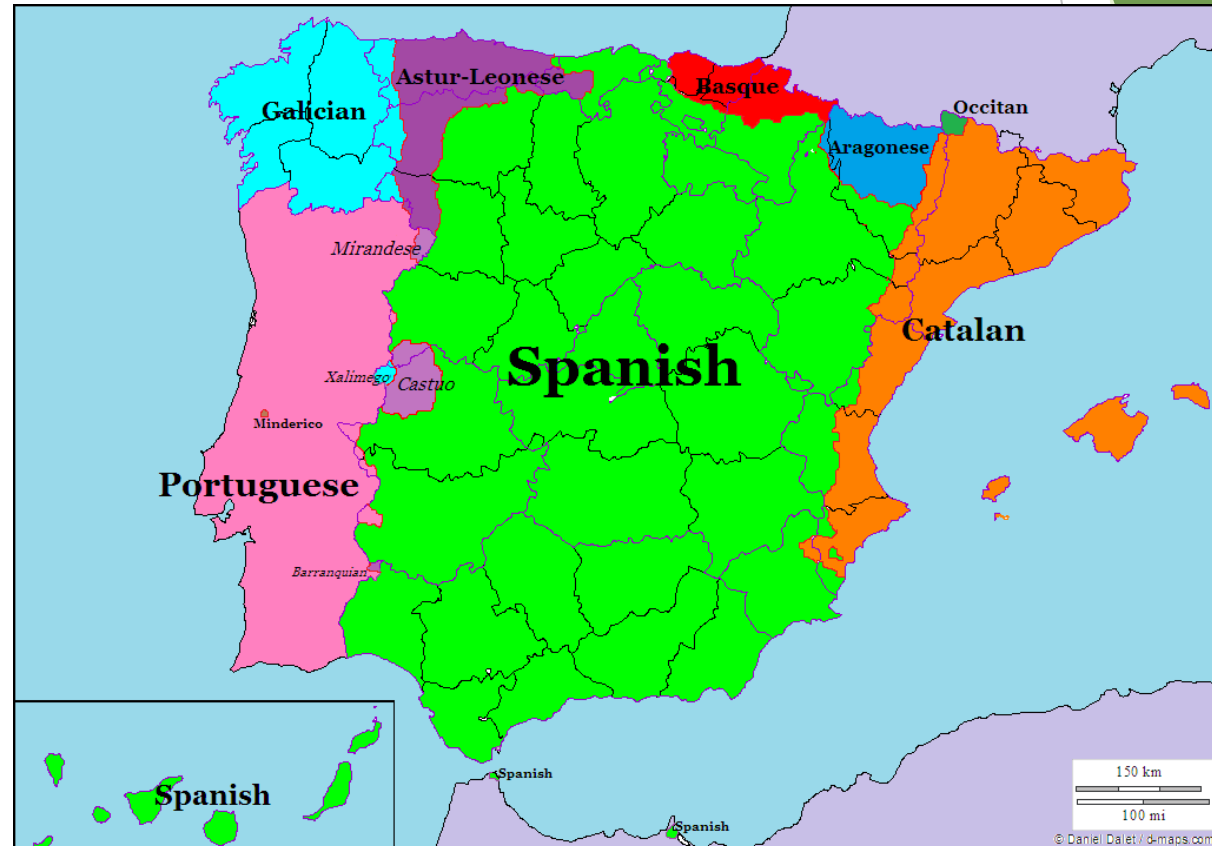 Astur-Leonese
Basque
Galician
Occitan
Aragonese
Mirandese
Catalan
Spanish
Xalimego
Castuo
Minderico
Portuguese
Barranquian
Spanish
Spanish
Spanish
150 km
100 mi
© Daniel Dalet / d-maps.com